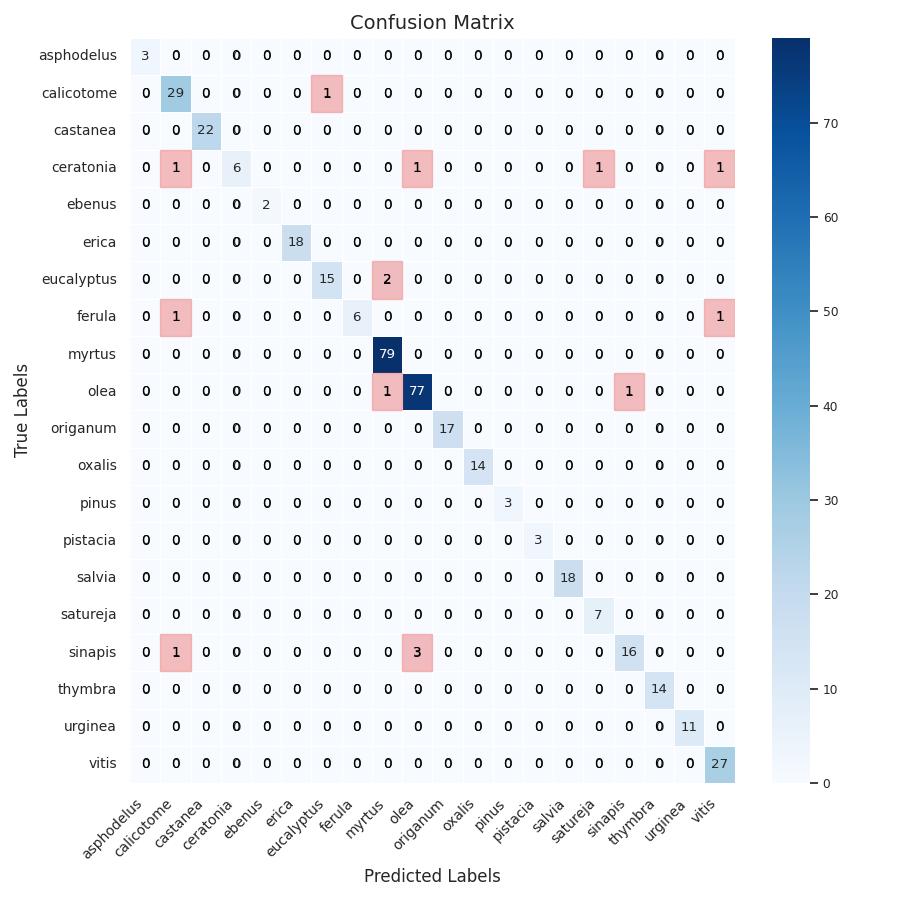 Confusion Matrix
asphodelus 3 0 0 0 0 0 0 0 0 0 0 0 0 0 0 0 0 0 0 0
calicotome 0 29 0 0 0 0 1 0 0 0 0 0 0 0 0 0 0 0 0 0
castanea 0 0 22 0 0 0 0 0 0 0 0 0 0 0 0 0 0 0 0 0
ceratonia 0 1 0 6 0 0 0 0 0 1 0 0 0 0 0 1 0 0 0 1
ebenus 0 0 0 0 2 0 0 0 0 0 0 0 0 0 0 0 0 0 0 0
erica 0 0 0 0 0 18 0 0 0 0 0 0 0 0 0 0 0 0 0 0
eucalyptus 0 0 0 0 0 0 15 0 2 0 0 0 0 0 0 0 0 0 0 0
ferula 0 1 0 0 0 0 0 6 0 0 0 0 0 0 0 0 0 0 0 1
myrtus 0 0 0 0 0 0 0 0 79 0 0 0 0 0 0 0 0 0 0 0
olea 0 0 0 0 0 0 0 0 1 77 0 0 0 0 0 0 1 0 0 0
origanum 0 0 0 0 0 0 0 0 0 0 17 0 0 0 0 0 0 0 0 0
oxalis 0 0 0 0 0 0 0 0 0 0 0 14 0 0 0 0 0 0 0 0
pinus 0 0 0 0 0 0 0 0 0 0 0 0 3 0 0 0 0 0 0 0
pistacia 0 0 0 0 0 0 0 0 0 0 0 0 0 3 0 0 0 0 0 0
salvia 0 0 0 0 0 0 0 0 0 0 0 0 0 0 18 0 0 0 0 0
satureja 0 0 0 0 0 0 0 0 0 0 0 0 0 0 0 7 0 0 0 0
sinapis 0 1 0 0 0 0 0 0 0 3 0 0 0 0 0 0 16 0 0 0
thymbra 0 0 0 0 0 0 0 0 0 0 0 0 0 0 0 0 0 14 0 0
urginea 0 0 0 0 0 0 0 0 0 0 0 0 0 0 0 0 0 0 11 0
vitis 0 0 0 0 0 0 0 0 0 0 0 0 0 0 0 0 0 0 0 27
asphodelus calicotome castanea ceratonia ebenus erica eucalyptus ferula myrtus olea origanum oxalis pinus pistacia salvia satureja sinapis thymbra urginea vitis
Predicted Labels
True Labels
70
60
50
40
30
20
10
0